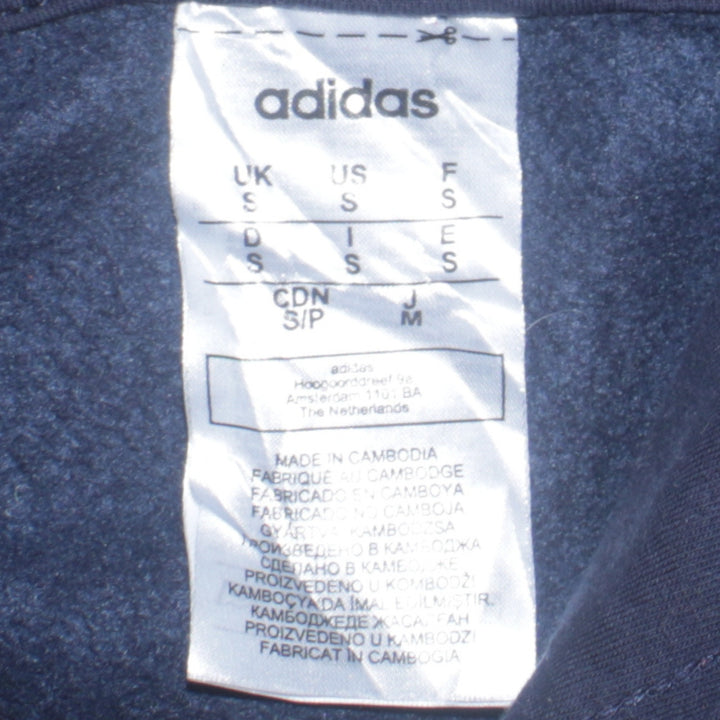 adidas
UK US F
S S S
D I E
S S S
CDN J
S/P M
adidas
Hoogoorddreef 9a
Amsterdam 1101 BA
The Netherlands
MADE IN CAMBODIA
FABRIQUÉ AU CAMBODGE
FABRICADO EN CAMBOYA
FABRICADO NO CAMBOJA
GYÁRTVA: KAMBODZSA
ПРОИЗВЕДЕНО В КАМБОДЖА
СДЕЛАНО В КАМБОДЖЕ
PROIZVEDENO U KOMBODŽI
KAMBOÇYA'DA İMAL EDİLMİŞTİR.
КАМБОДЖЕДЕ ЖАСАЛҒАН
PROIZVEDENO U KAMBODŽI
FABRICAT ÎN CAMBOGIA